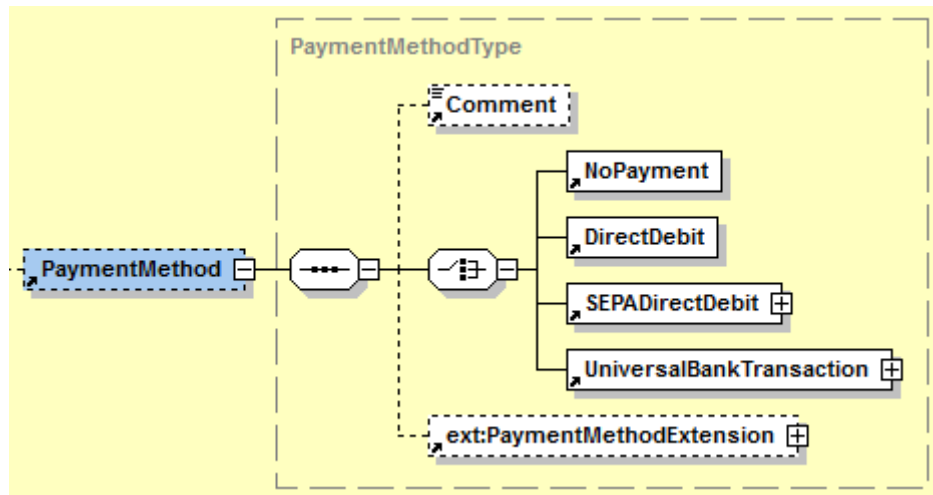 PaymentMethodType
Comment
NoPayment
DirectDebit
PaymentMethod
SEPADirectDebit
UniversalBankTransaction
ext:PaymentMethodExtension